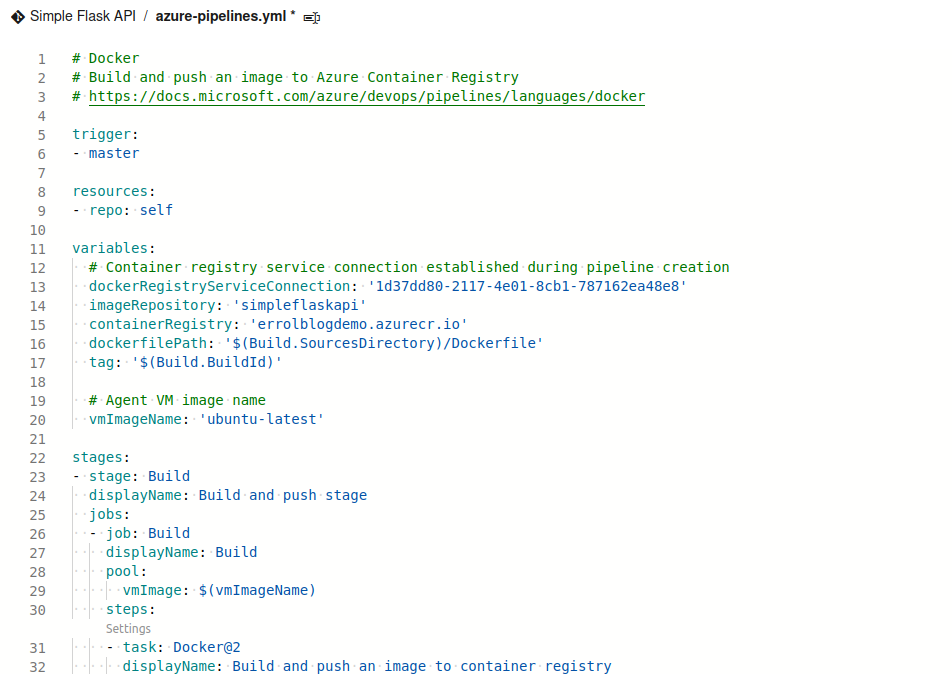 Simple Flask API / azure-pipelines.yml *
1 # Docker
2 # Build and push an image to Azure Container Registry
3 # https://docs.microsoft.com/azure/devops/pipelines/languages/docker
4
5 trigger:
6 - master
7
8 resources:
9 - repo: self
10
11 variables:
12   # Container registry service connection established during pipeline creation
13   dockerRegistryServiceConnection: '1d37dd80-2117-4e01-8cb1-787162ea48e8'
14   imageRepository: 'simpleflaskapi'
15   containerRegistry: 'errolblogdemo.azurecr.io'
16   dockerfilePath: '$(Build.SourcesDirectory)/Dockerfile'
17   tag: '$(Build.BuildId)'
18
19   # Agent VM image name
20   vmImageName: 'ubuntu-latest'
21
22 stages:
23 - stage: Build
24   displayName: Build and push stage
25   jobs:
26   - job: Build
27     displayName: Build
28     pool:
29       vmImage: $(vmImageName)
30     steps:
Settings
31     - task: Docker@2
32       displayName: Build and push an image to container registry